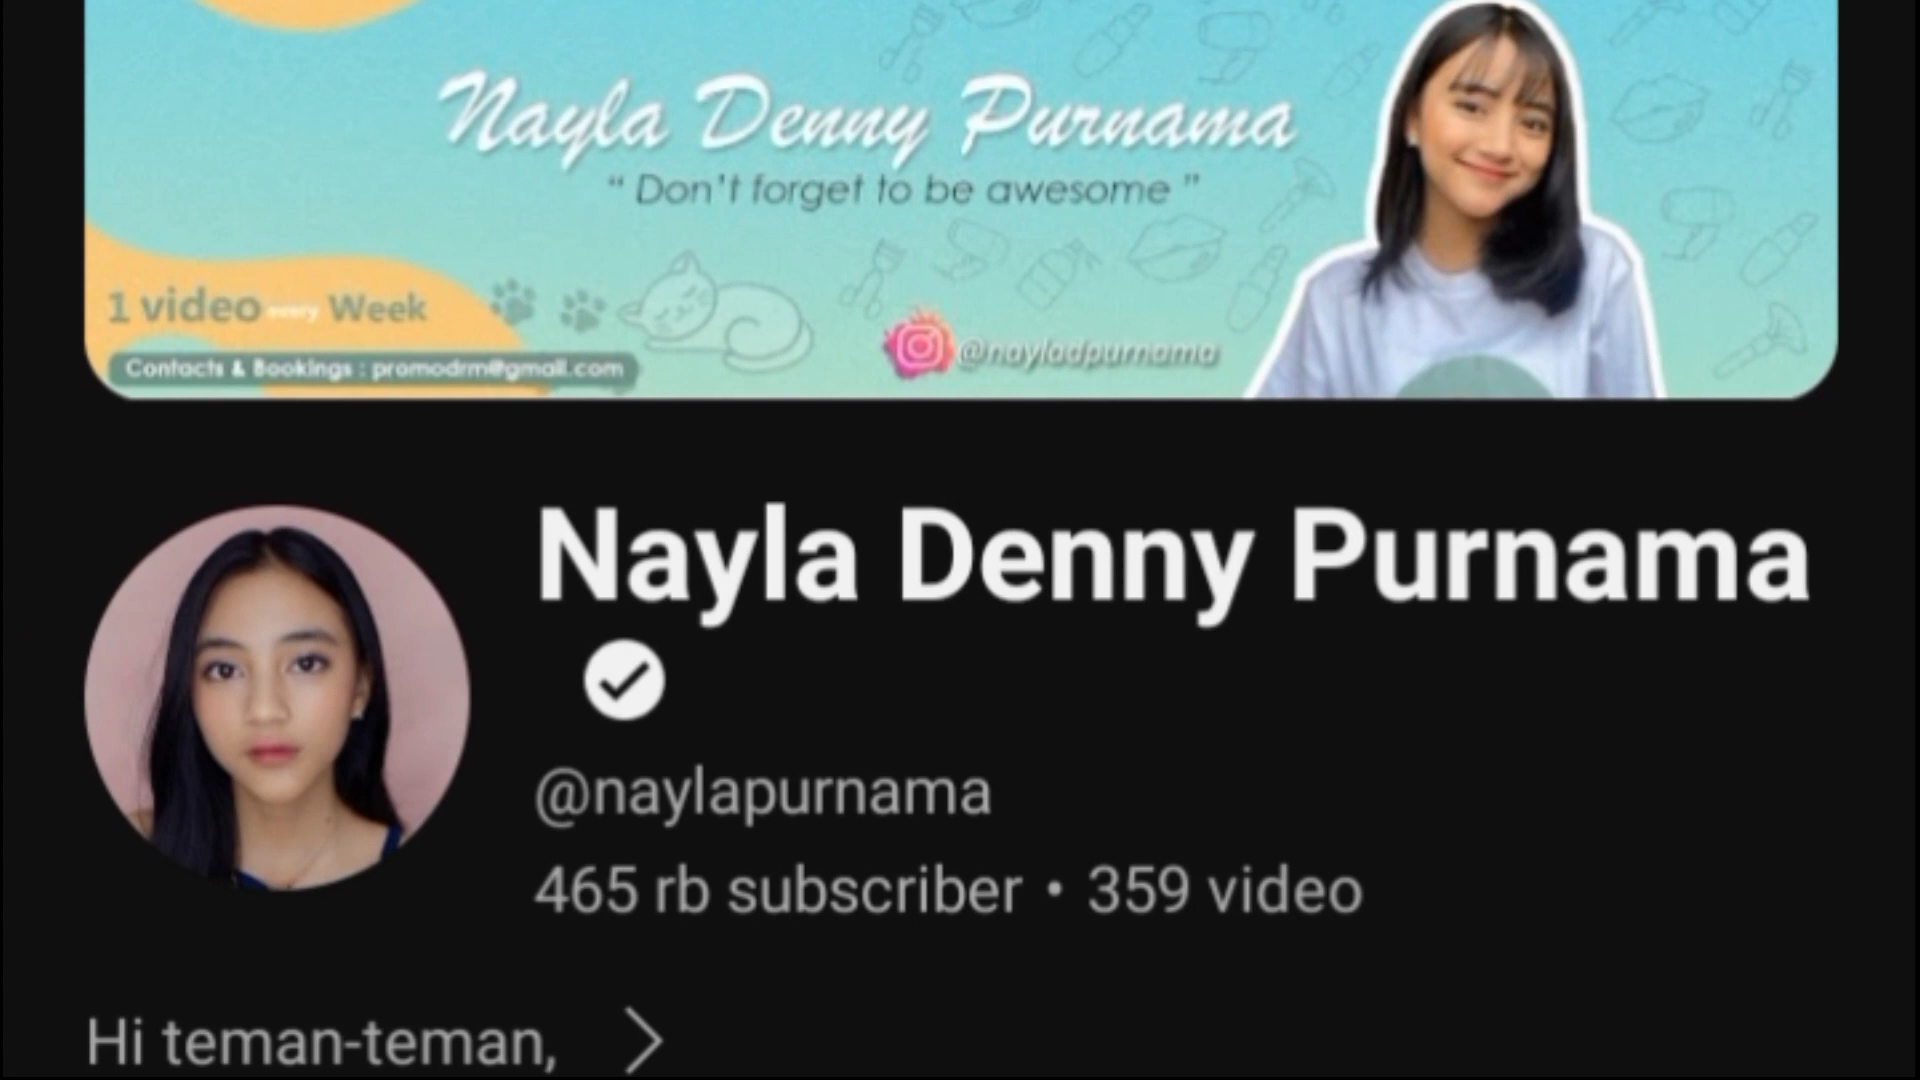 Nayla Denny Purnama
“ Don't forget to be awesome ”
1 video every Week
Contacts & Bookings : promodrm@gmail.com
@nayladpurnama
Nayla Denny Purnama
@naylapurnama
465 rb subscriber • 359 video
Hi teman-teman,